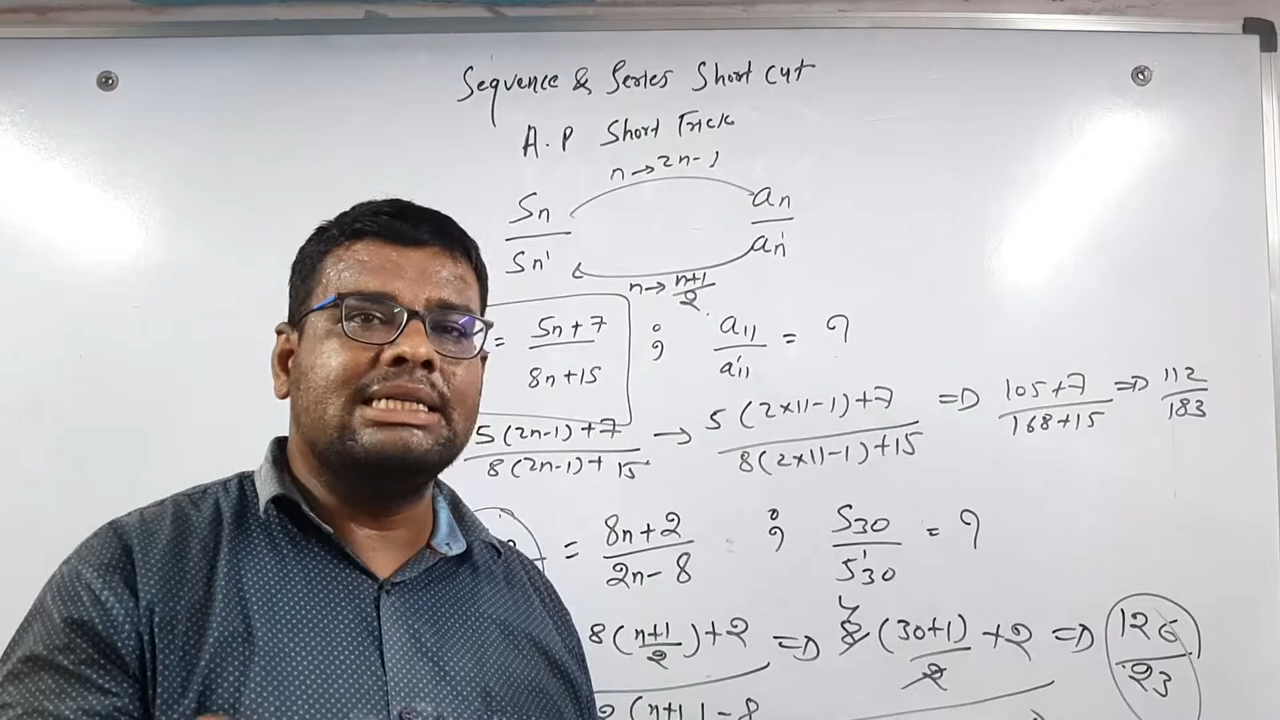 Sequence & Series Short cut
A.P Short Trick
n→2n-1
Sn an
Sn' an'
n→ n+1
2
= 5n+7 ; a11 = ?
8n+15 a'11
5(2n-1)+7 → 5(2×11-1)+7 => 105+7 => 112
8(2n-1)+15 8(2×11-1)+15 168+15 183
= 8n+2 ; S30 = ?
2n-8 S'30
8(n+1)+2 => 8(30+1)+2 => 126
2 2 23